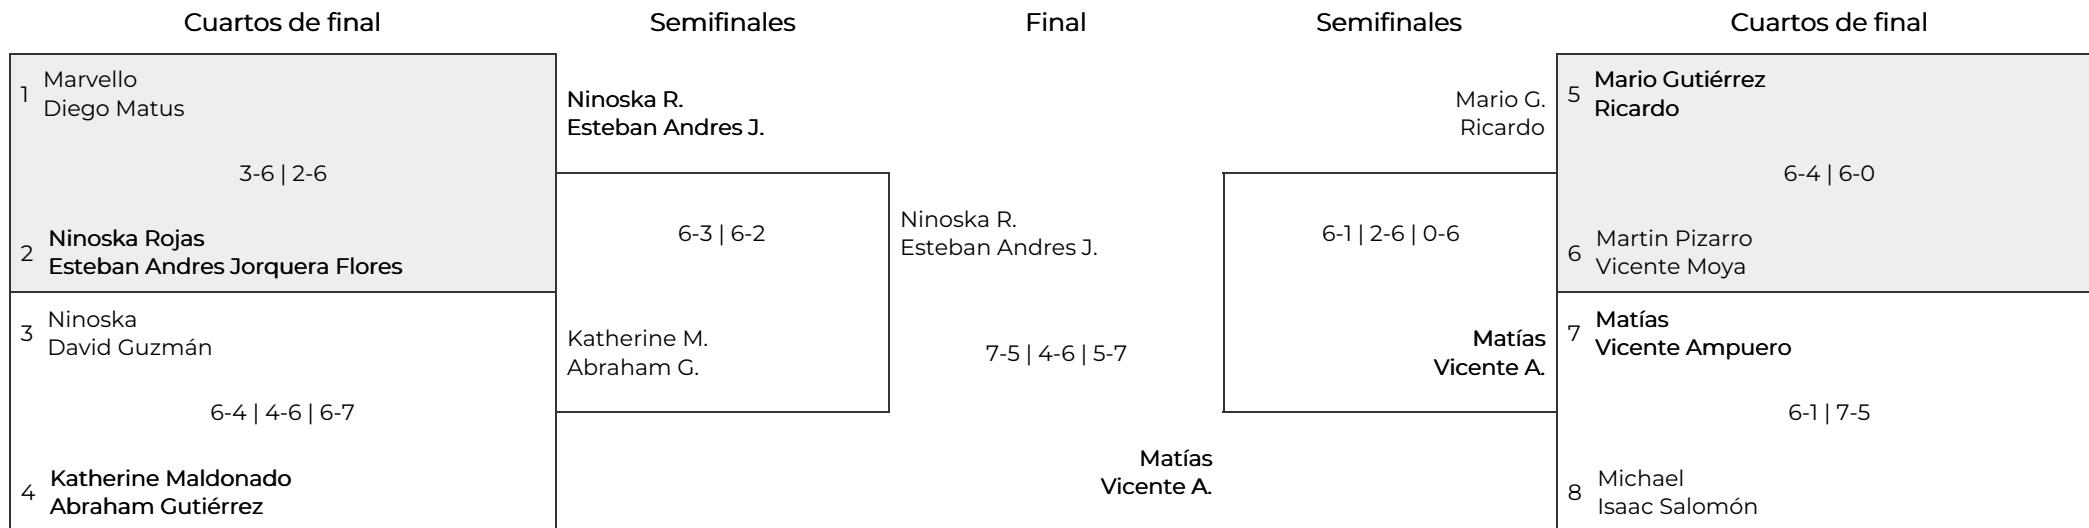 Cuartos de final
Semifinales
Final
Semifinales
Cuartos de final
1
Marvello
Diego Matus
3-6 | 2-6
2
Ninoska Rojas
Esteban Andres Jorquera Flores
3
Ninoska
David Guzmán
6-4 | 4-6 | 6-7
4
Katherine Maldonado
Abraham Gutiérrez
Ninoska R.
Esteban Andres J.
6-3 | 6-2
Katherine M.
Abraham G.
Ninoska R.
Esteban Andres J.
7-5 | 4-6 | 5-7
Matías
Vicente A.
Mario G.
Ricardo
6-1 | 2-6 | 0-6
Matías
Vicente A.
5
Mario Gutiérrez
Ricardo
6-4 | 6-0
6
Martin Pizarro
Vicente Moya
7
Matías
Vicente Ampuero
6-1 | 7-5
8
Michael
Isaac Salomón